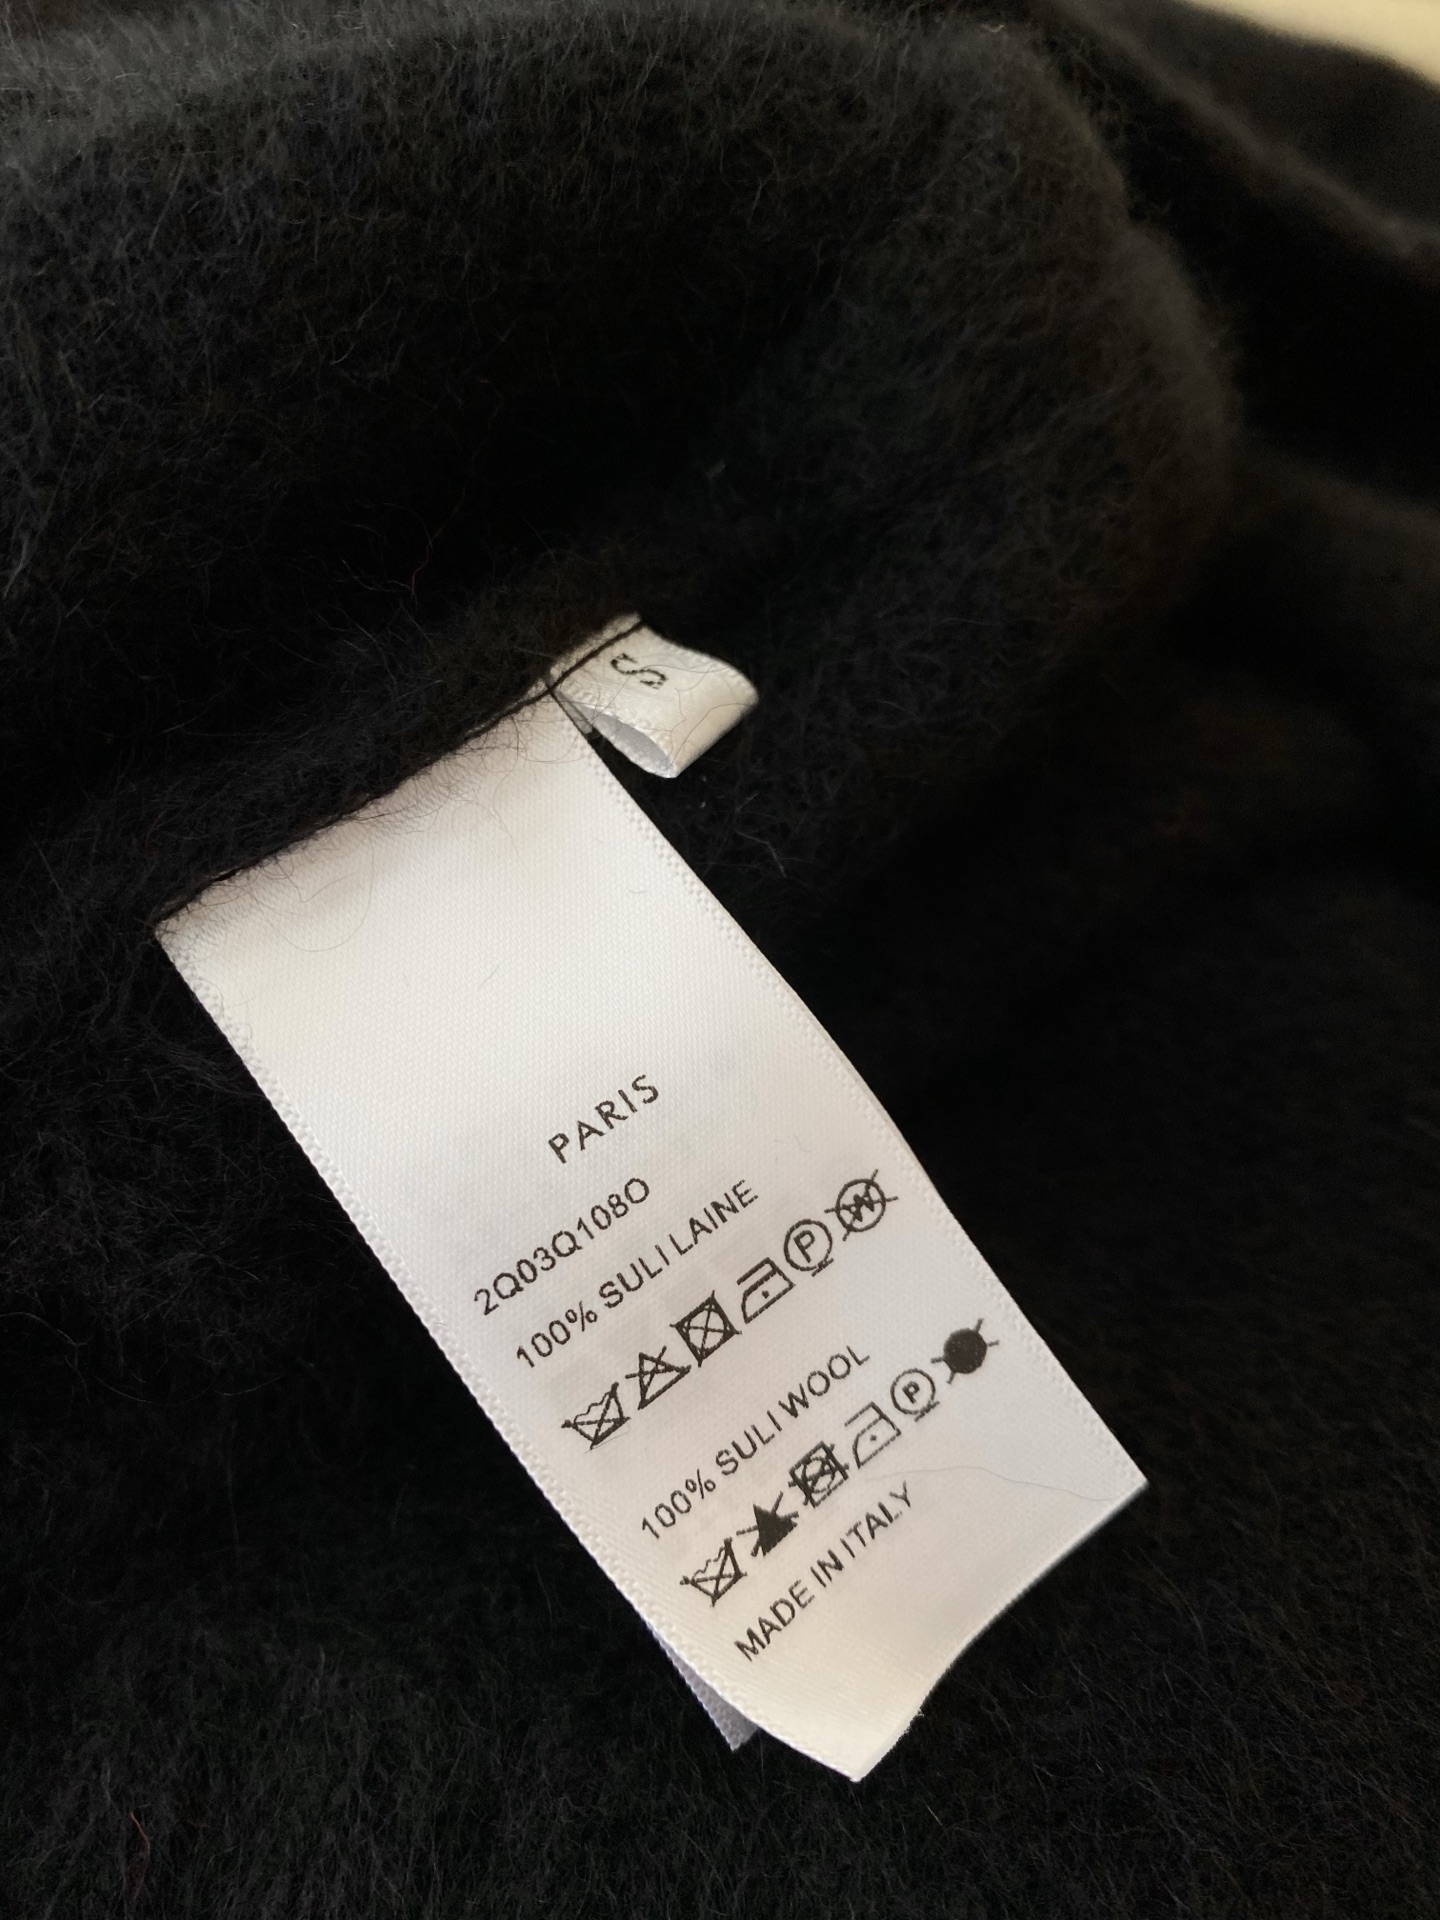 S
PARIS
2Q03Q108O
100% SULI LAINE
P W
100% SULI WOOL
P
MADE IN ITALY